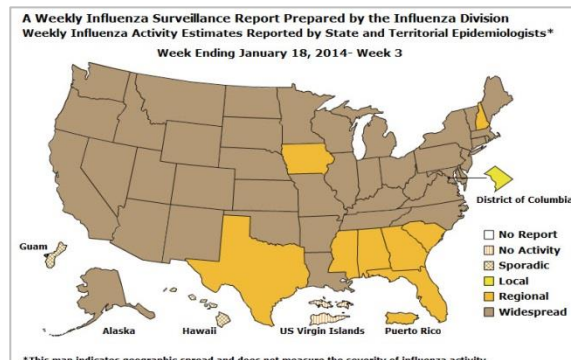 A Weekly Influenza Surveillance Report Prepared by the Influenza Division
Weekly Influenza Activity Estimates Reported by State and Territorial Epidemiologists*
Week Ending January 18, 2014- Week 3
District of Columbia
No Report
No Activity
Sporadic
Local
Regional
Widespread
Guam
Alaska
Hawaii
US Virgin Islands
Puerto Rico
*This map indicates geographic spread and does not measure the severity of influenza activity